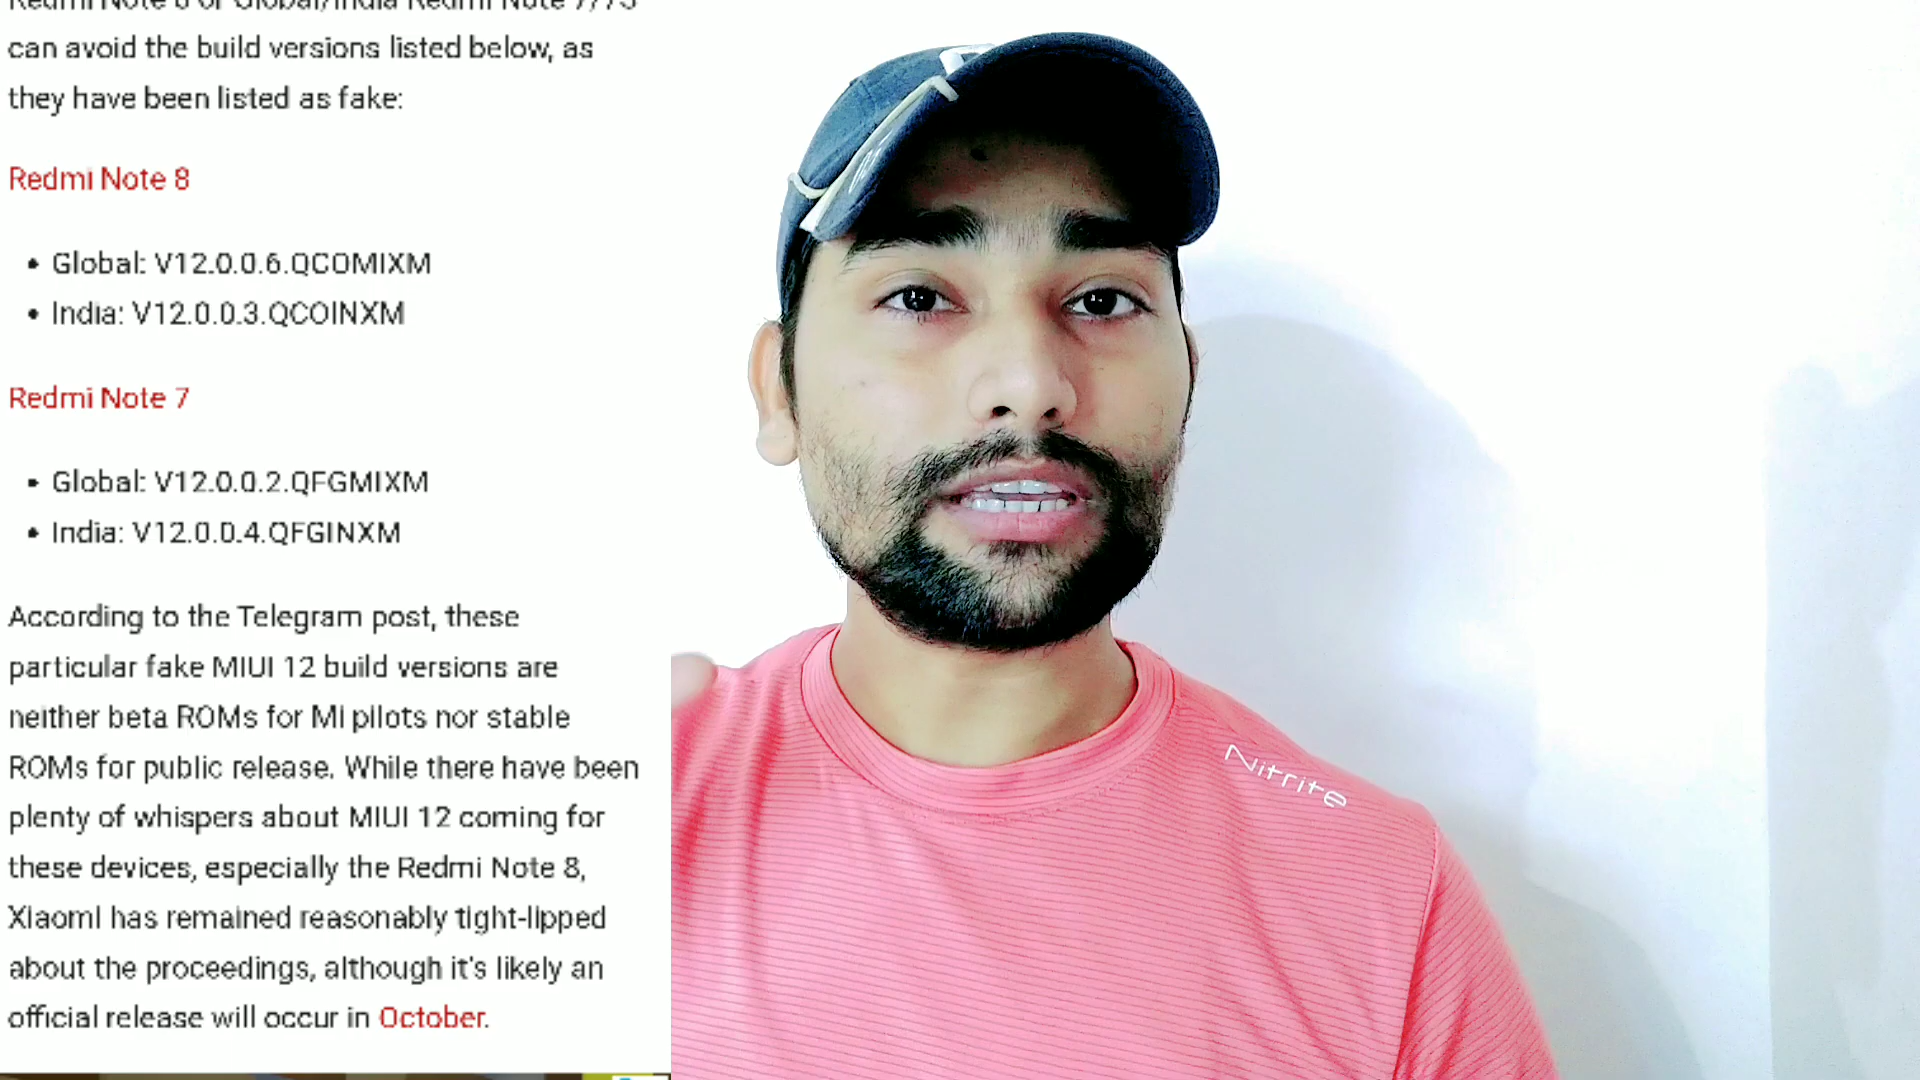 can avoid the build versions listed below, as
they have been listed as fake:
Redmi Note 8
• Global: V12.0.0.6.QCOMIXM
• India: V12.0.0.3.QCOINXM
Redmi Note 7
• Global: V12.0.0.2.QFGMIXM
• India: V12.0.0.4.QFGINXM
According to the Telegram post, these
particular fake MIUI 12 build versions are
neither beta ROMs for Mi pilots nor stable
ROMs for public release. While there have been
plenty of whispers about MIUI 12 coming for
these devices, especially the Redmi Note 8,
Xiaomi has remained reasonably tight-lipped
about the proceedings, although it's likely an
official release will occur in October.
Nitrite